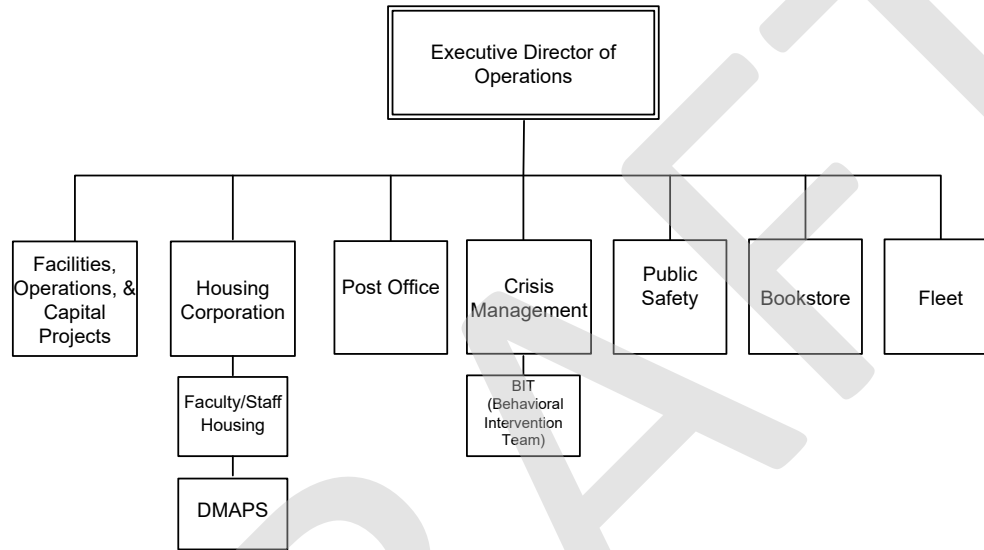 Executive Director of
Operations
Facilities,
Operations, &
Capital
Projects
Housing
Corporation
Post Office
Crisis
Management
Public
Safety
Bookstore
Fleet
Faculty/Staff
Housing
BIT
(Behavioral
Intervention
Team)
DMAPS
DRAFT